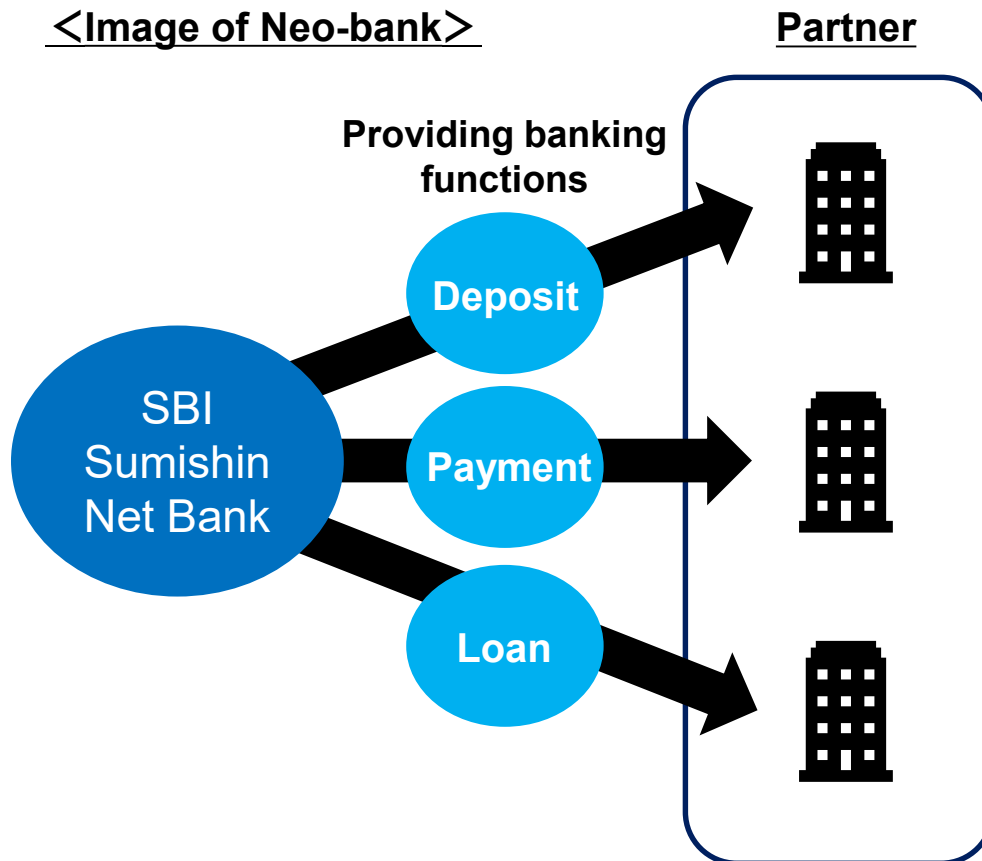 ＜Image of Neo-bank＞
Partner
Providing banking
functions
Deposit
SBI
Sumishin
Net Bank
Payment
Loan